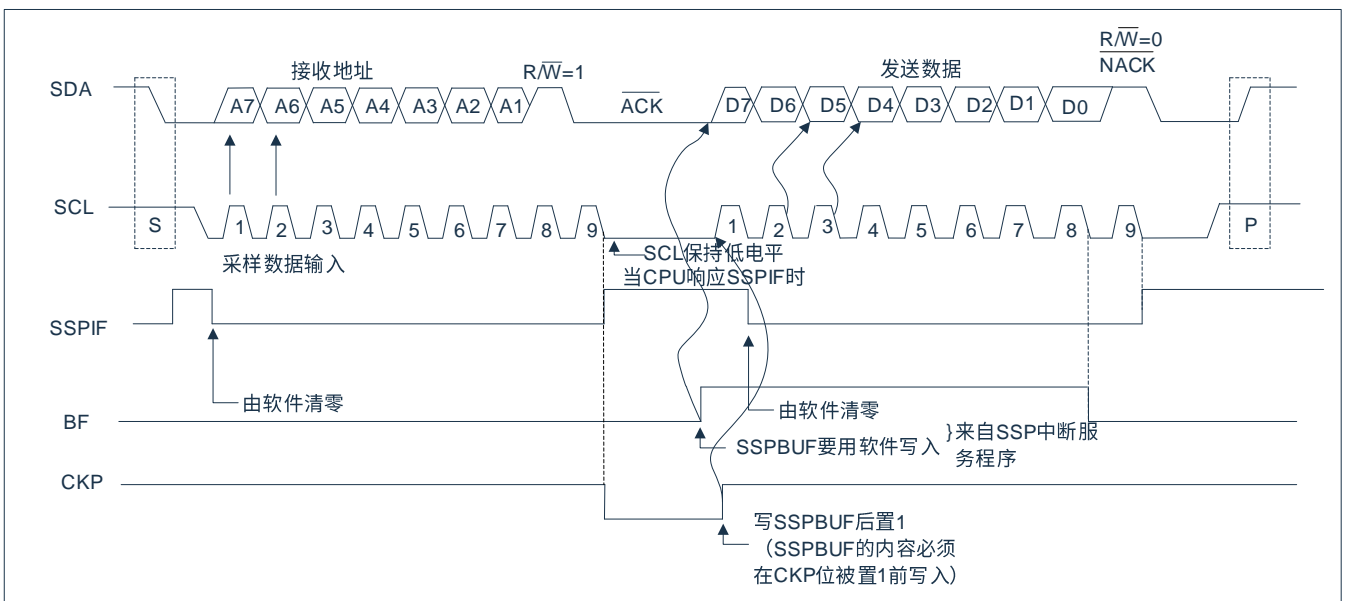 R/W=0
NACK
接收地址
R/W=1
发送数据
SDA
A7 A6 A5 A4 A3 A2 A1
ACK
D7 D6 D5 D4 D3 D2 D1 D0
SCL
S
1 2 3 4 5 6 7 8 9
1 2 3 4 5 6 7 8 9
P
采样数据输入
SCL保持低电平
当CPU响应SSPIF时
SSPIF
由软件清零
由软件清零
BF
SSPBUF要用软件写入
}来自SSP中断服
务程序
CKP
写SSPBUF后置1
（SSPBUF的内容必须
在CKP位被置1前写入）